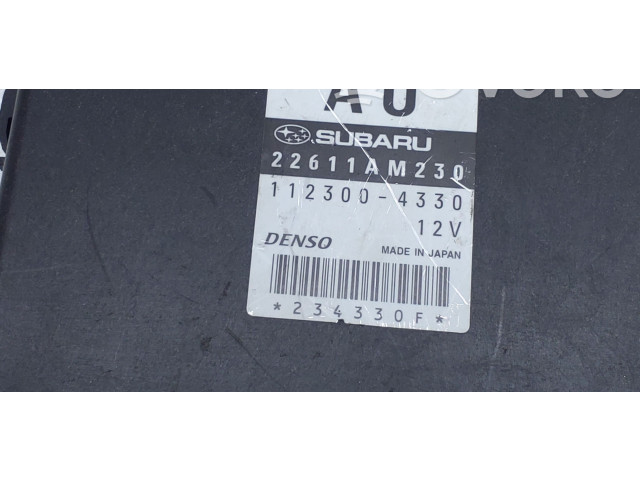 A U
SUBARU
22611AM230
112300-4330
12V
DENSO MADE IN JAPAN
*234330F*